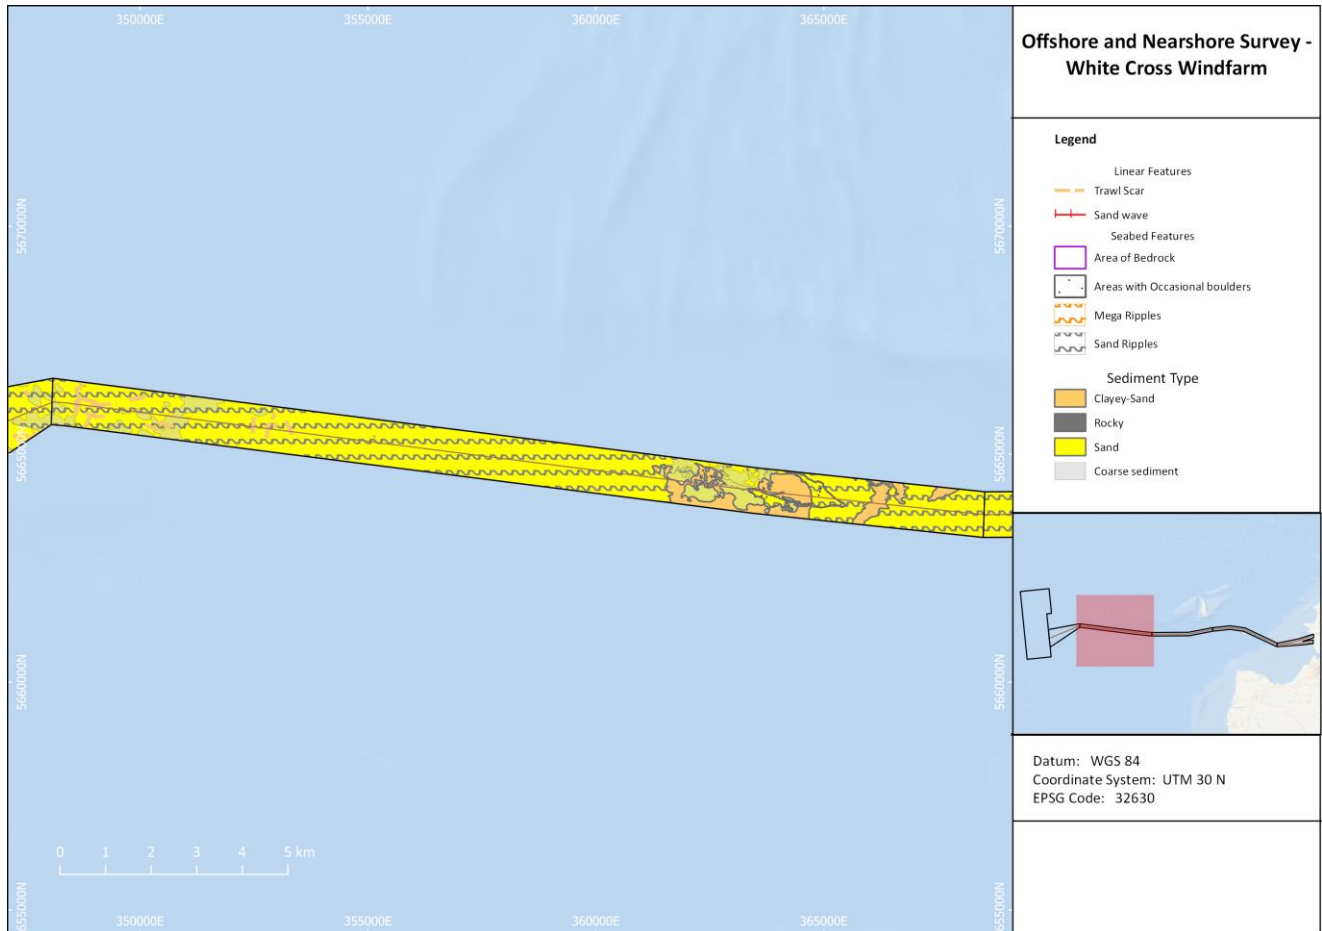 350000E
355000E
360000E
365000E
5670000N
5670000N
5665000N
5665000N
5660000N
5660000N
5655000N
5655000N
0 1 2 3 4 5 km
350000E
355000E
360000E
365000E
Offshore and Nearshore Survey -
White Cross Windfarm
Legend
Linear Features
Trawl Scar
Sand wave
Seabed Features
Area of Bedrock
Areas with Occasional boulders
Mega Ripples
Sand Ripples
Sediment Type
Clayey-Sand
Rocky
Sand
Coarse sediment
Datum: WGS 84
Coordinate System: UTM 30 N
EPSG Code: 32630